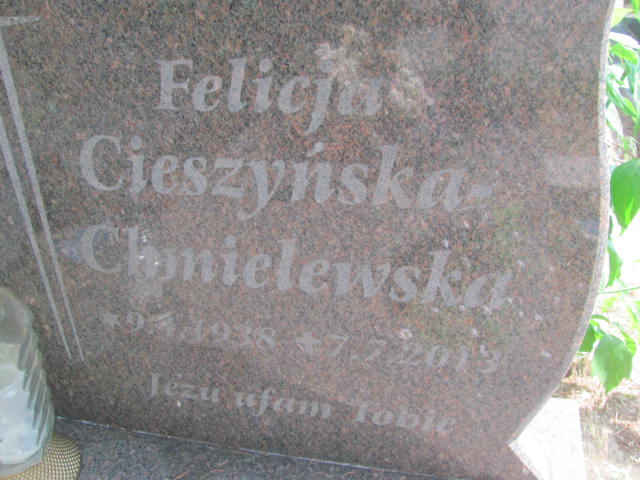 Felicja
Cieszyńska-
Chmielewska
*9.4.1938 *7.7.2013
Jezu ufam Tobie